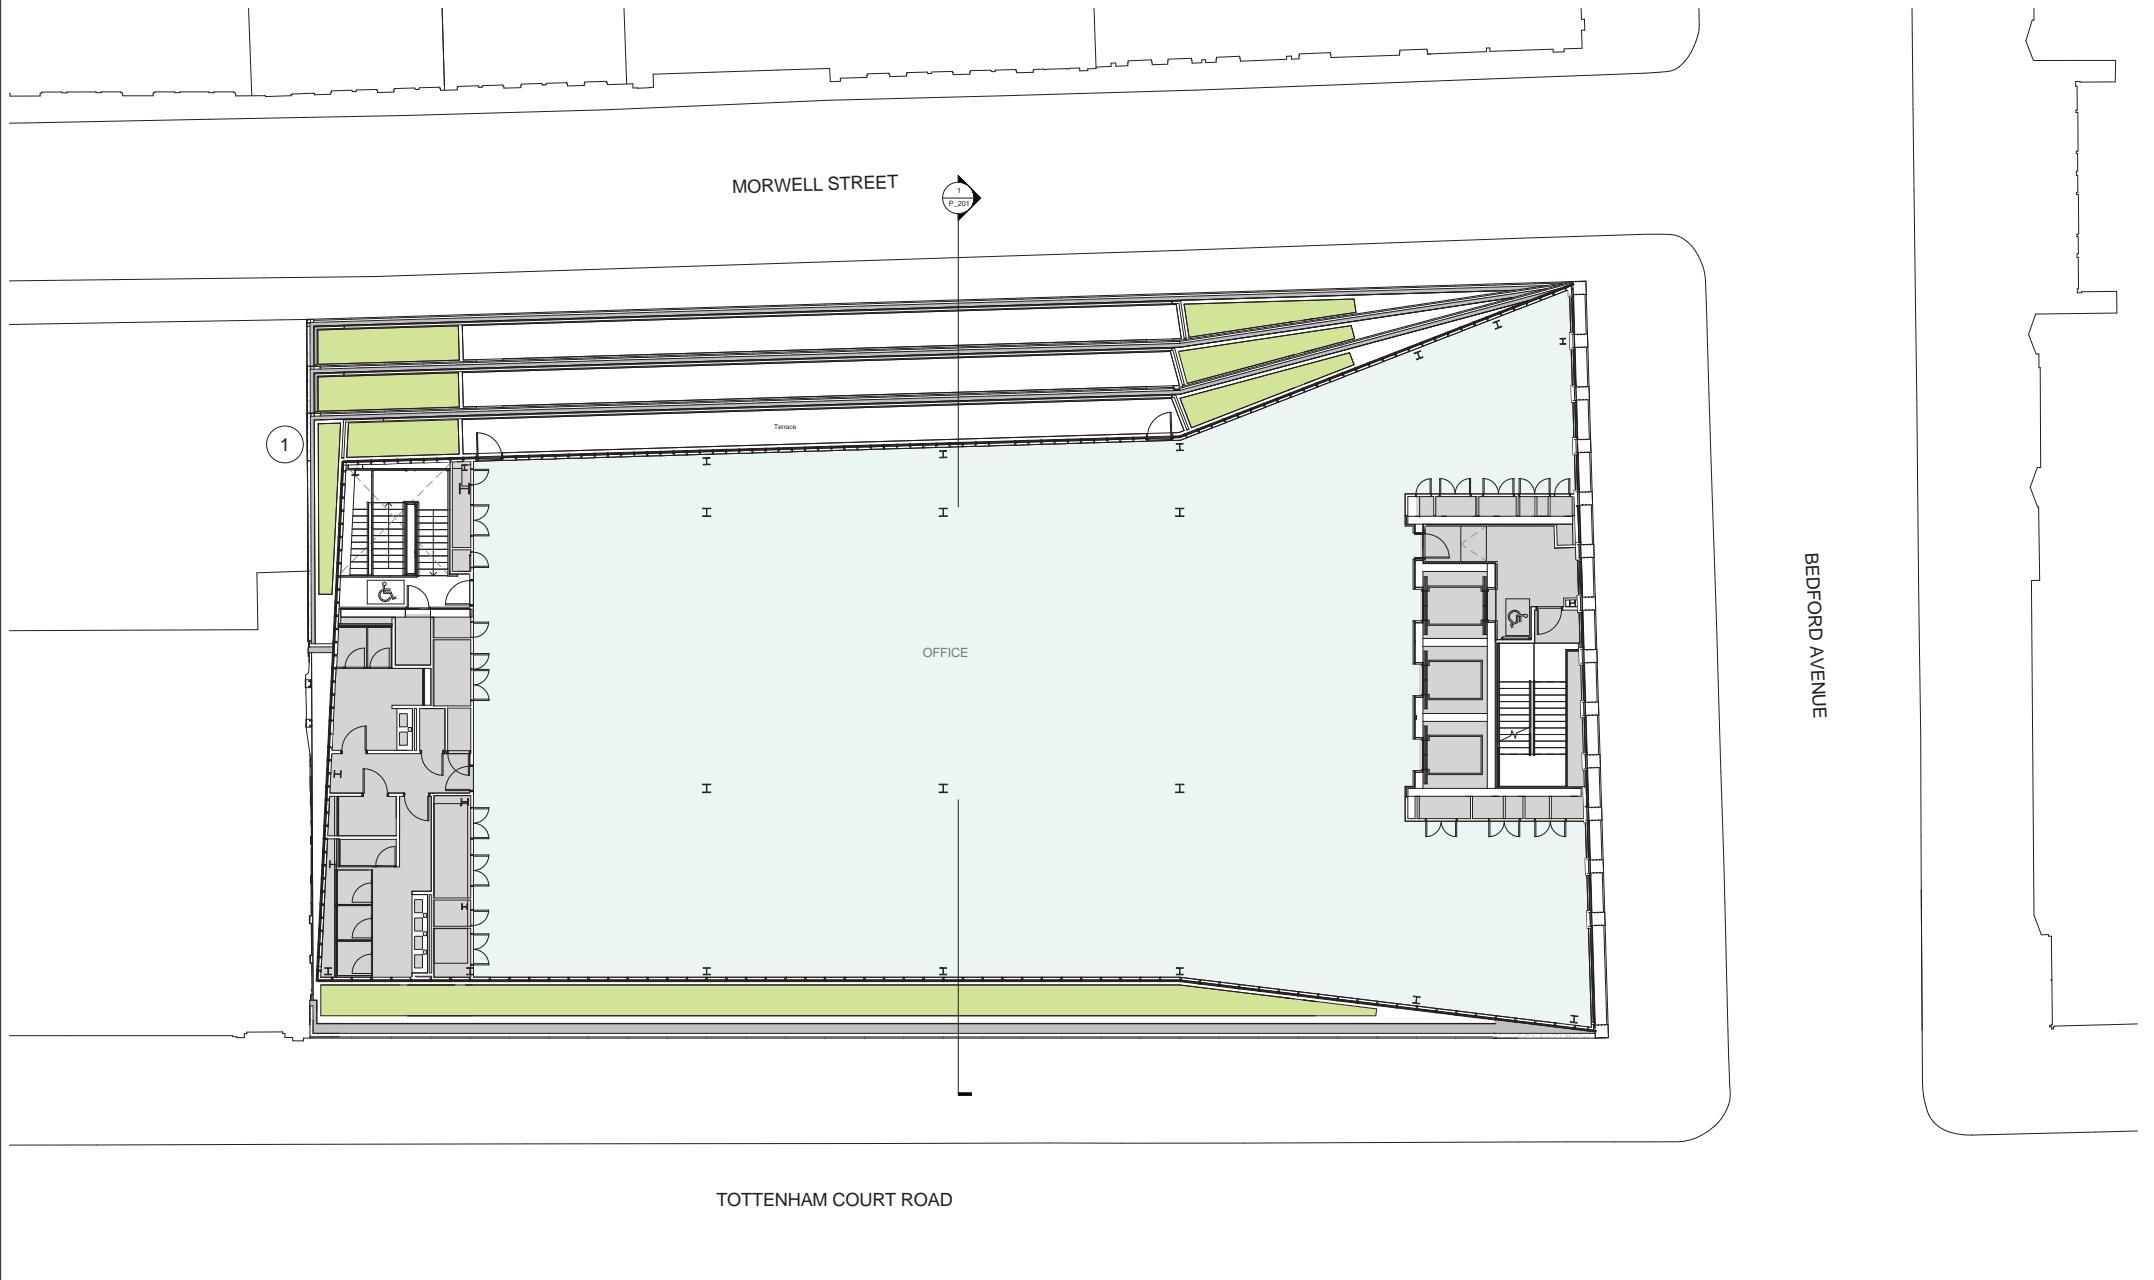 MORWELL STREET
1
P_201
Terrace
1
OFFICE
BEDFORD AVENUE
TOTTENHAM COURT ROAD